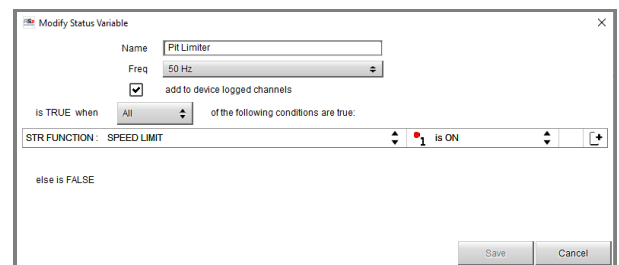 Modify Status Variable
Name Pit Limiter
Freq 50 Hz
add to device logged channels
is TRUE when All of the following conditions are true:
STR FUNCTION : SPEED LIMIT 1 is ON
else is FALSE
Save Cancel